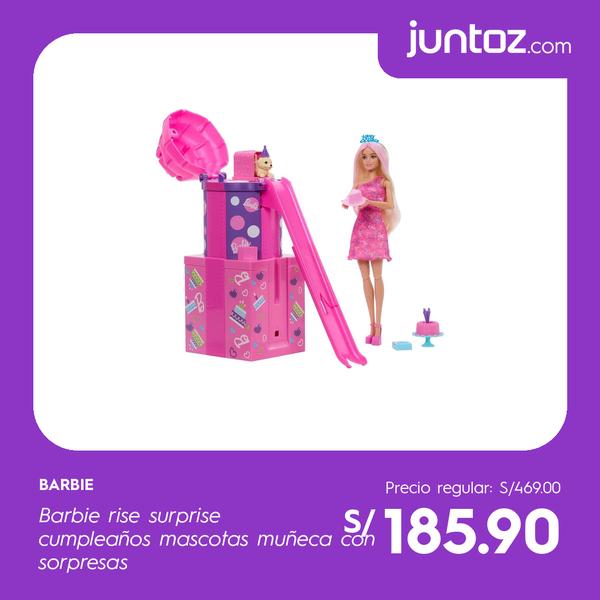 juntoz.com
BARBIE
Barbie rise surprise
cumpleaños mascotas muñeca con
sorpresas
Precio regular: S/469.00
S/185.90